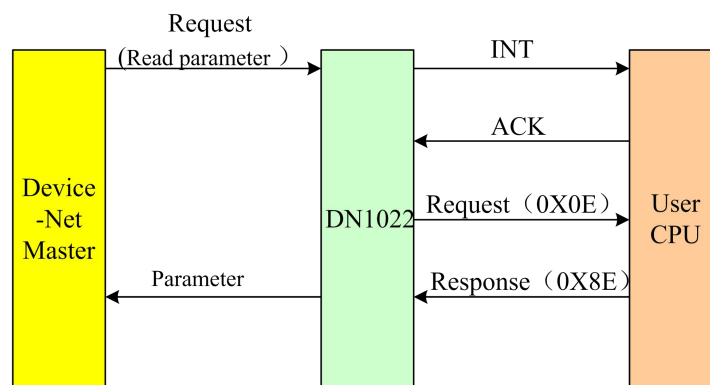 Request
(Read parameter ）
INT
ACK
Device
-Net
Master
DN1022
Request（0X0E）
User
CPU
Parameter
Response（0X8E）